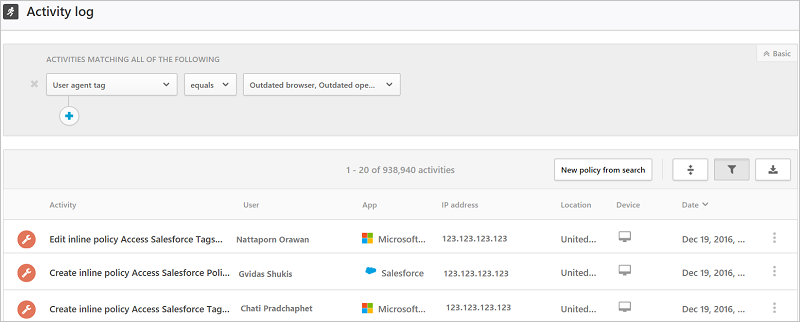 Activity log
ACTIVITIES MATCHING ALL OF THE FOLLOWING
Basic
User agent tag equals Outdated browser, Outdated ope...
1 - 20 of 938,940 activities New policy from search
Activity User App IP address Location Device Date
Edit inline policy Access Salesforce Tags... Nattaporn Orawan Microsoft... 123.123.123.123 United... Dec 19, 2016, ...
Create inline policy Access Salesforce Poli... Gvidas Shukis Salesforce 123.123.123.123 United... Dec 19, 2016, ...
Create inline policy Access Salesforce Tag... Chati Pradchaphet Microsoft... 123.123.123.123 United... Dec 19, 2016, ...